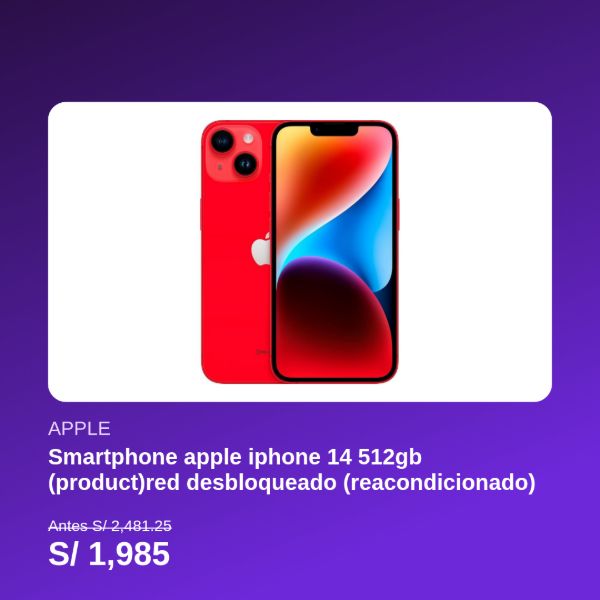 APPLE
Smartphone apple iphone 14 512gb
(product)red desbloqueado (reacondicionado)
Antes S/ 2,481.25
S/ 1,985